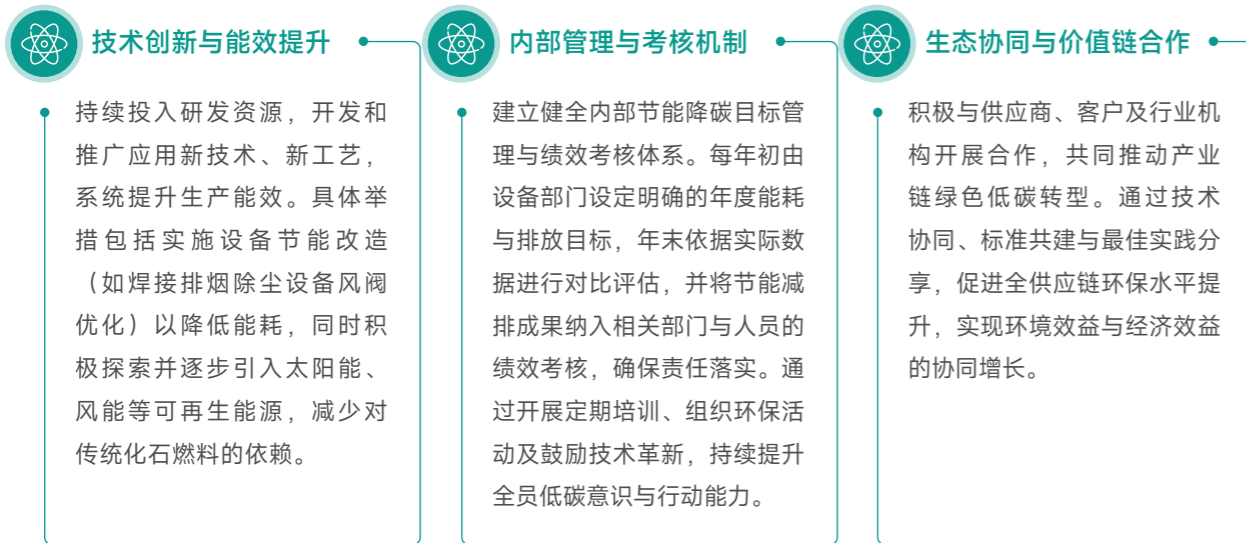 技术创新与能效提升
持续投入研发资源，开发和
推广应用新技术、新工艺，
系统提升生产能效。具体举
措包括实施设备节能改造
（如焊接排烟除尘设备风阀
优化）以降低能耗，同时积
极探索并逐步引入太阳能、
风能等可再生能源，减少对
传统化石燃料的依赖。
内部管理与考核机制
建立健全内部节能降碳目标管
理与绩效考核体系。每年初由
设备部门设定明确的年度能耗
与排放目标，年末依据实际数
据进行对比评估，并将节能减
排成果纳入相关部门与人员的
绩效考核，确保责任落实。通
过开展定期培训、组织环保活
动及鼓励技术革新，持续提升
全员低碳意识与行动能力。
生态协同与价值链合作
积极与供应商、客户及行业机
构开展合作，共同推动产业
链绿色低碳转型。通过技术
协同、标准共建与最佳实践分
享，促进全供应链环保水平提
升，实现环境效益与经济效益
的协同增长。